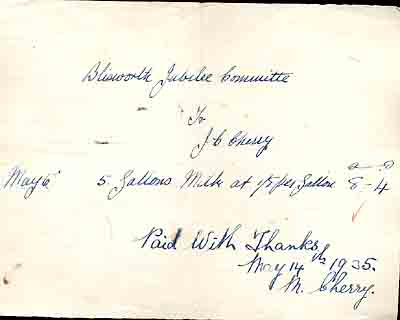 Blisworth Jubilee Committe
To
J C Cherry
s D
May 6 5 Gallons Milk at 1/8 per Gallon 8-4
Paid With Thanks
May 14th 1935.
M. Cherry.